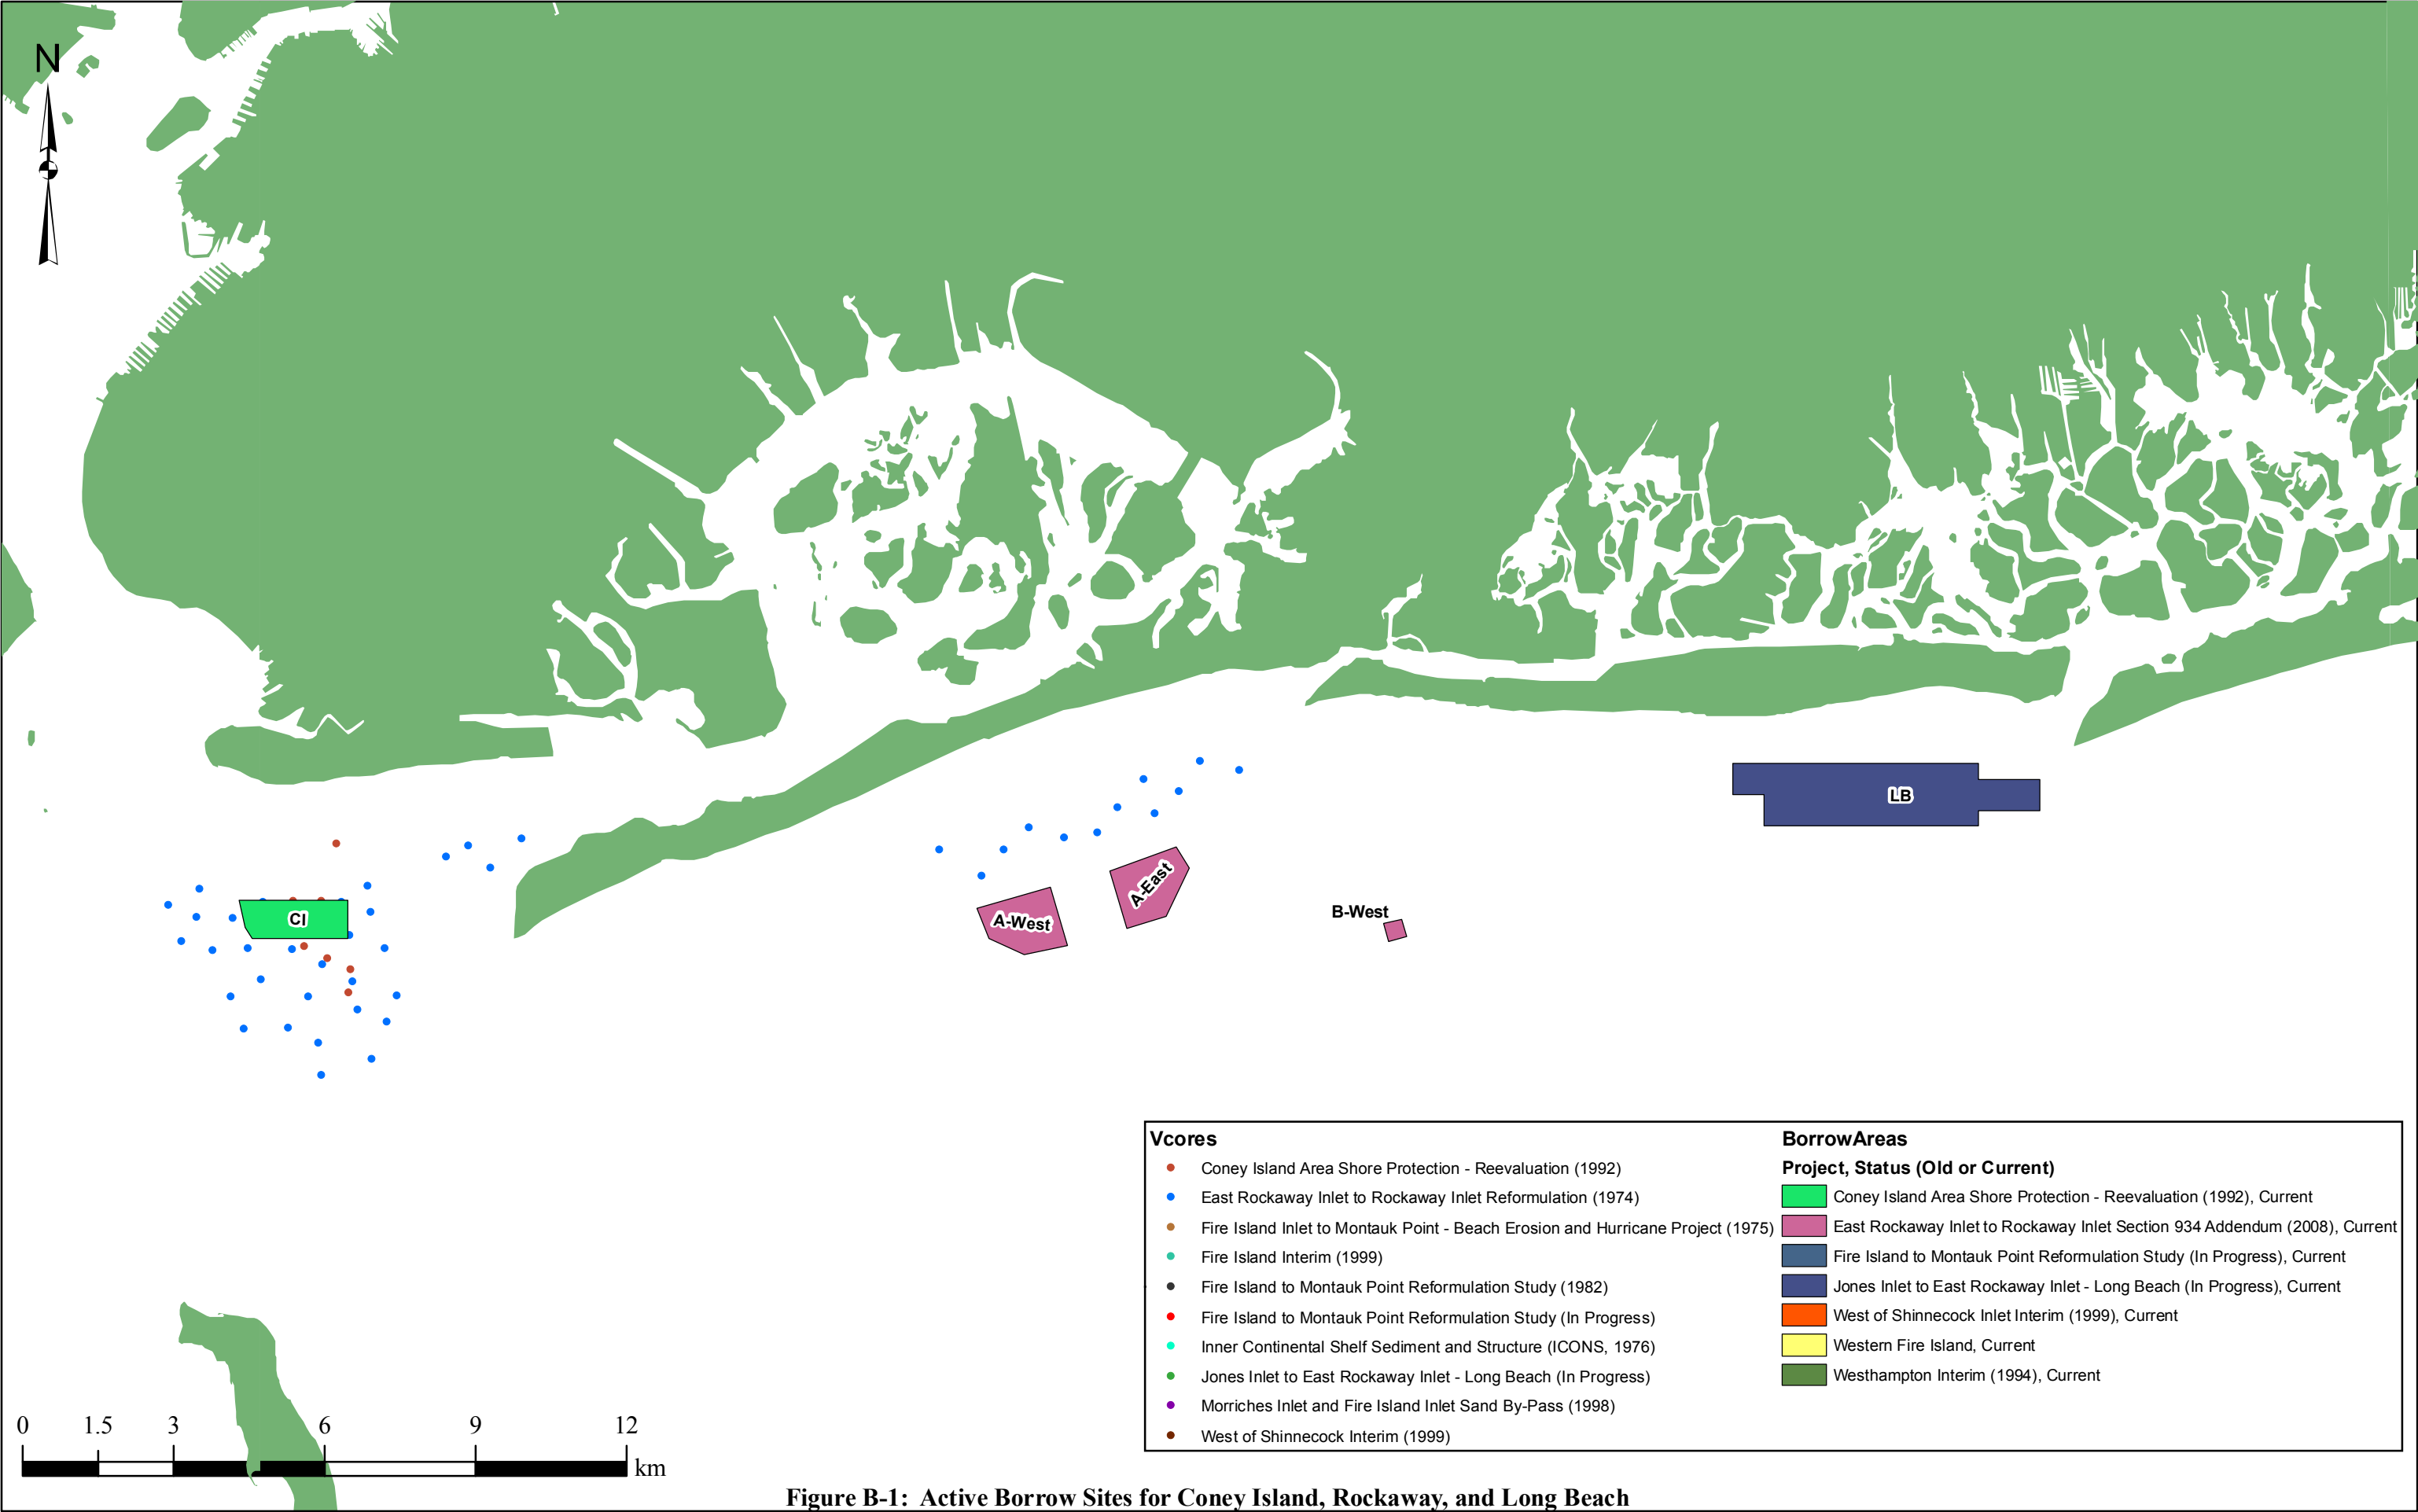 N
LB
CI
A-West
A-East
B-West
Vcores
Coney Island Area Shore Protection - Reevaluation (1992)
East Rockaway Inlet to Rockaway Inlet Reformulation (1974)
Fire Island Inlet to Montauk Point - Beach Erosion and Hurricane Project (1975)
Fire Island Interim (1999)
Fire Island to Montauk Point Reformulation Study (1982)
Fire Island to Montauk Point Reformulation Study (In Progress)
Inner Continental Shelf Sediment and Structure (ICONS, 1976)
Jones Inlet to East Rockaway Inlet - Long Beach (In Progress)
Morriches Inlet and Fire Island Inlet Sand By-Pass (1998)
West of Shinnecock Interim (1999)
BorrowAreas
Project, Status (Old or Current)
Coney Island Area Shore Protection - Reevaluation (1992), Current
East Rockaway Inlet to Rockaway Inlet Section 934 Addendum (2008), Current
Fire Island to Montauk Point Reformulation Study (In Progress), Current
Jones Inlet to East Rockaway Inlet - Long Beach (In Progress), Current
West of Shinnecock Inlet Interim (1999), Current
Western Fire Island, Current
Westhampton Interim (1994), Current
0 1.5 3 6 9 12
km
Figure B-1: Active Borrow Sites for Coney Island, Rockaway, and Long Beach